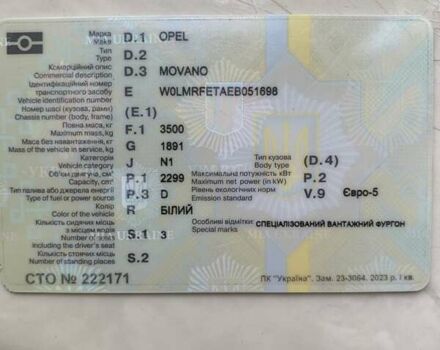 Марка
Make
D.1 OPEL
Тип
Type
D.2
Комерційний опис
Commercial description
D.3 MOVANO
Ідентифікаційний номер
транспортного засобу
Vehicle identification number
E W0LMRFETAEB051698
Номер шасі (кузова, рами)
Chassis number (body, frame)
(E.1)
Повна маса, кг
Maximum mass, kg
F.1 3500
Маса без навантаження, кг
Mass of the vehicle in service, kg
G 1891
Категорія
Vehicle category
J N1
Тип кузова
Body type
(D.4)
Об'єм двигуна, см³
Capacity, cm³
P.1 2299
Максимальна потужність кВт
Maximum net power (in kW)
P.2
Тип палива або джерела енергії
Type of fuel or power source
P.3 D
Рівень екологічних норм
Emission standard
V.9 Євро-5
Колір
Color of the vehicle
R БІЛИЙ
Особливі відмітки
Special notes
СПЕЦІАЛІЗОВАНИЙ ВАНТАЖНИЙ ФУРГОН
Кількість сидячих місць
з місцем водія
Number of seats,
including the driver's seat
S.1 3
Кількість стоячих місць
Number of standing places
S.2
СТО № 222171
ПК "Україна". Зам. 23-3064. 2023 р. I кв.